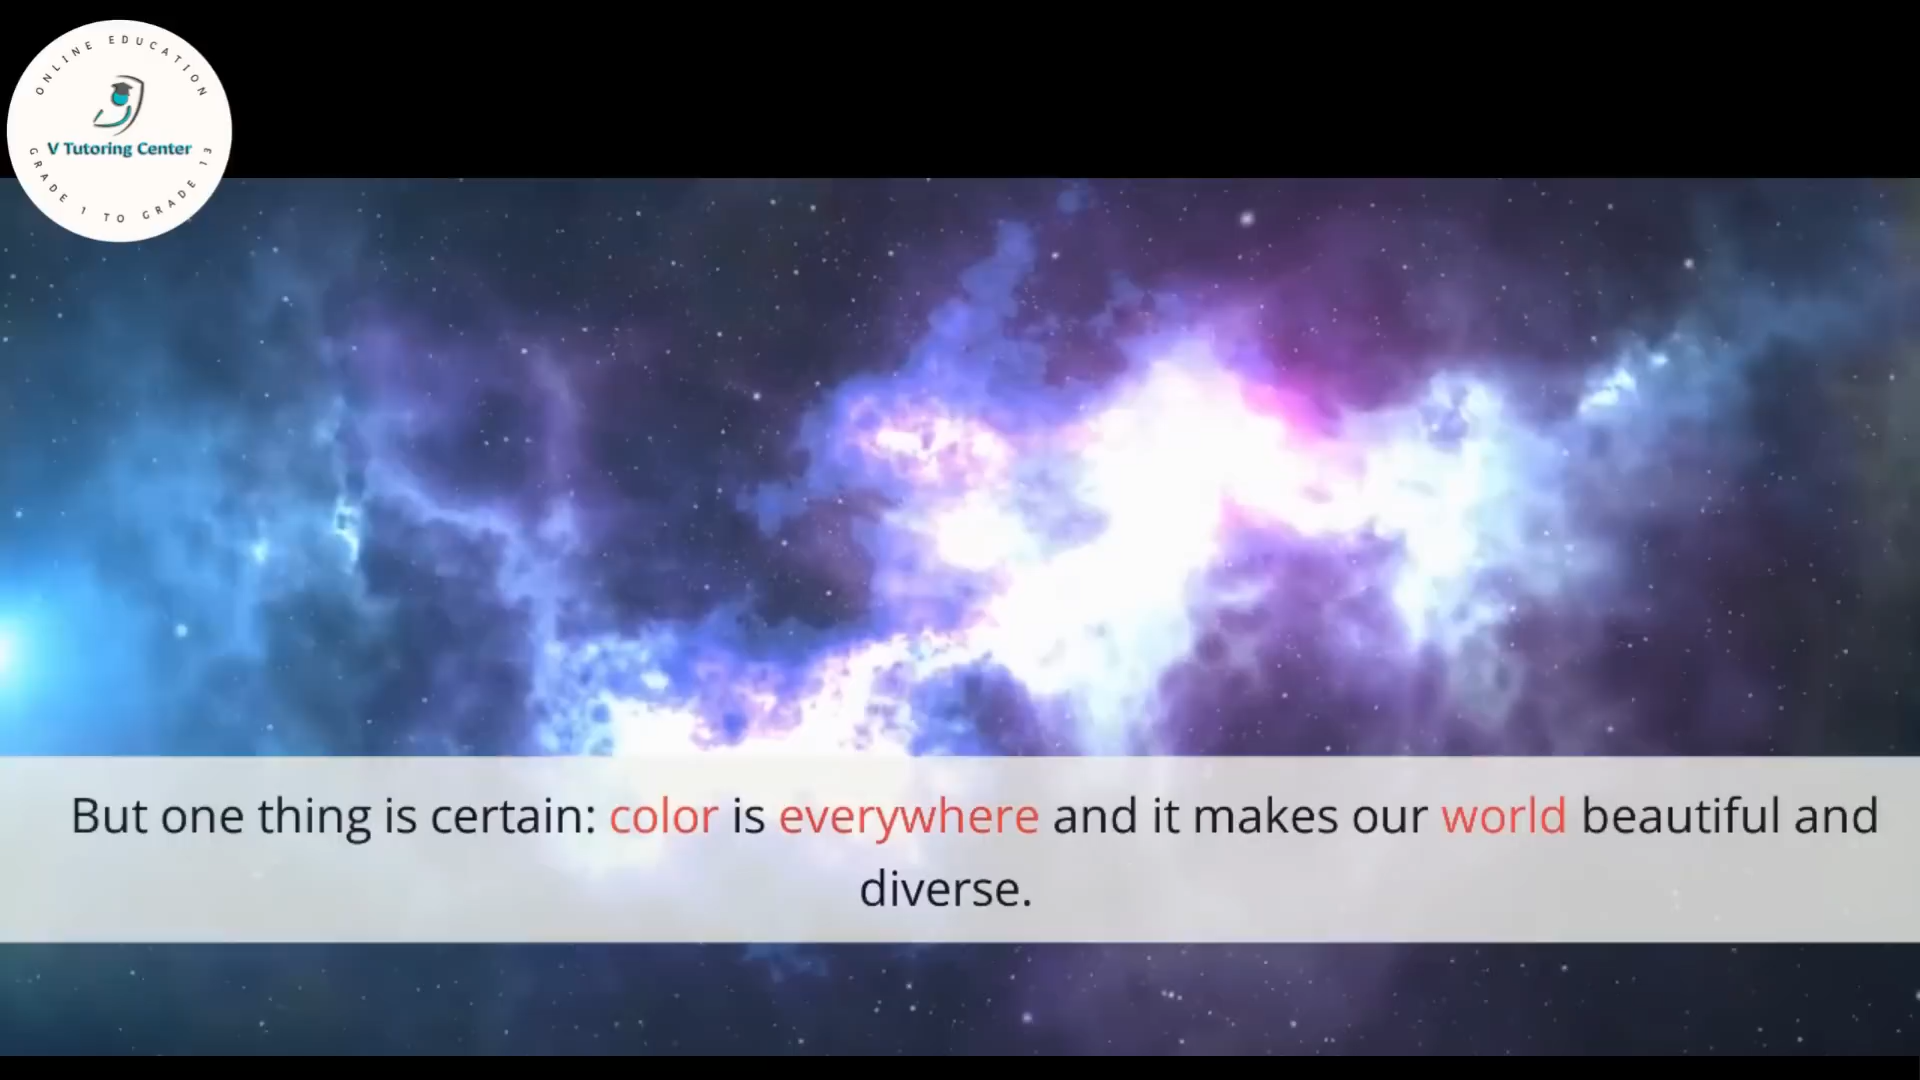 ONLINE EDUCATION
V Tutoring Center
GRADE 1 TO GRADE 13
But one thing is certain: color is everywhere and it makes our world beautiful and
diverse.